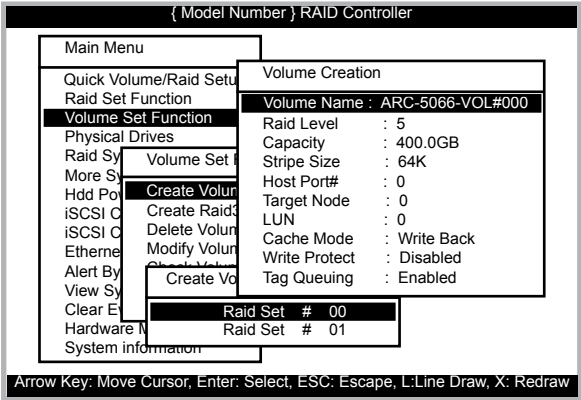 { Model Number } RAID Controller
Main Menu
Quick Volume/Raid Setu
Raid Set Function
Volume Set Function
Physical Drives
Raid Sy
More Sy
Hdd Po
iSCSI C
iSCSI C
Etherne
Alert By
View Sy
Clear E
Hardware
System information
Volume Set
Create Volum
Create Raid3
Delete Volum
Modify Volum
Check Volum
Create Vo
Raid Set # 00
Raid Set # 01
Volume Creation
Volume Name : ARC-5066-VOL#000
Raid Level : 5
Capacity : 400.0GB
Stripe Size : 64K
Host Port# : 0
Target Node : 0
LUN : 0
Cache Mode : Write Back
Write Protect : Disabled
Tag Queuing : Enabled
Arrow Key: Move Cursor, Enter: Select, ESC: Escape, L:Line Draw, X: Redraw